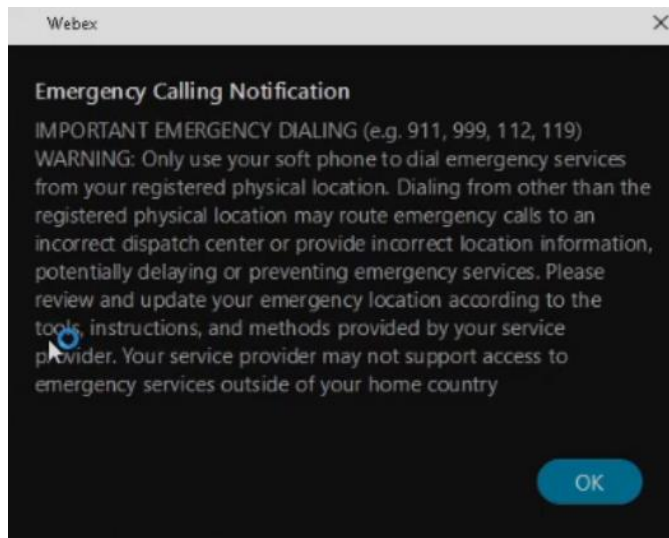 Webex
Emergency Calling Notification
IMPORTANT EMERGENCY DIALING (e.g. 911, 999, 112, 119)
WARNING: Only use your soft phone to dial emergency services
from your registered physical location. Dialing from other than the
registered physical location may route emergency calls to an
incorrect dispatch center or provide incorrect location information,
potentially delaying or preventing emergency services. Please
review and update your emergency location according to the
tools, instructions, and methods provided by your service
provider. Your service provider may not support access to
emergency services outside of your home country
OK